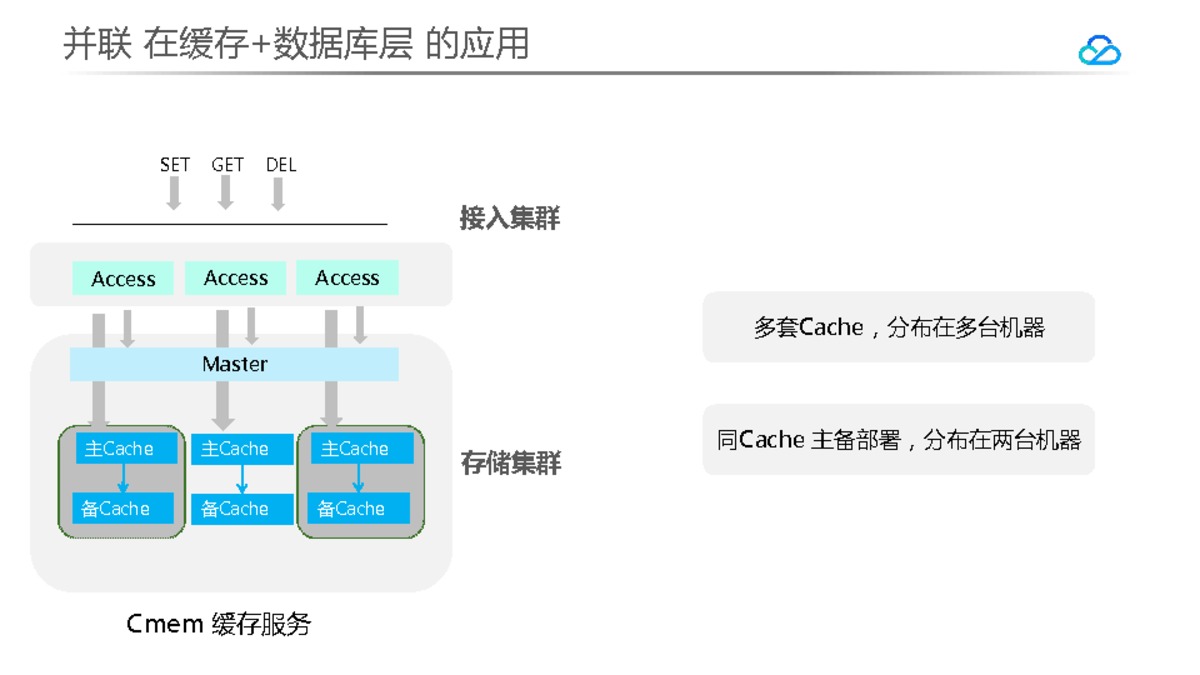 并联 在缓存+数据库层 的应用
SET GET DEL
接入集群
Access Access Access
Master
主Cache 主Cache 主Cache
备Cache 备Cache 备Cache
存储集群
Cmem 缓存服务
多套Cache，分布在多台机器
同Cache 主备部署，分布在两台机器